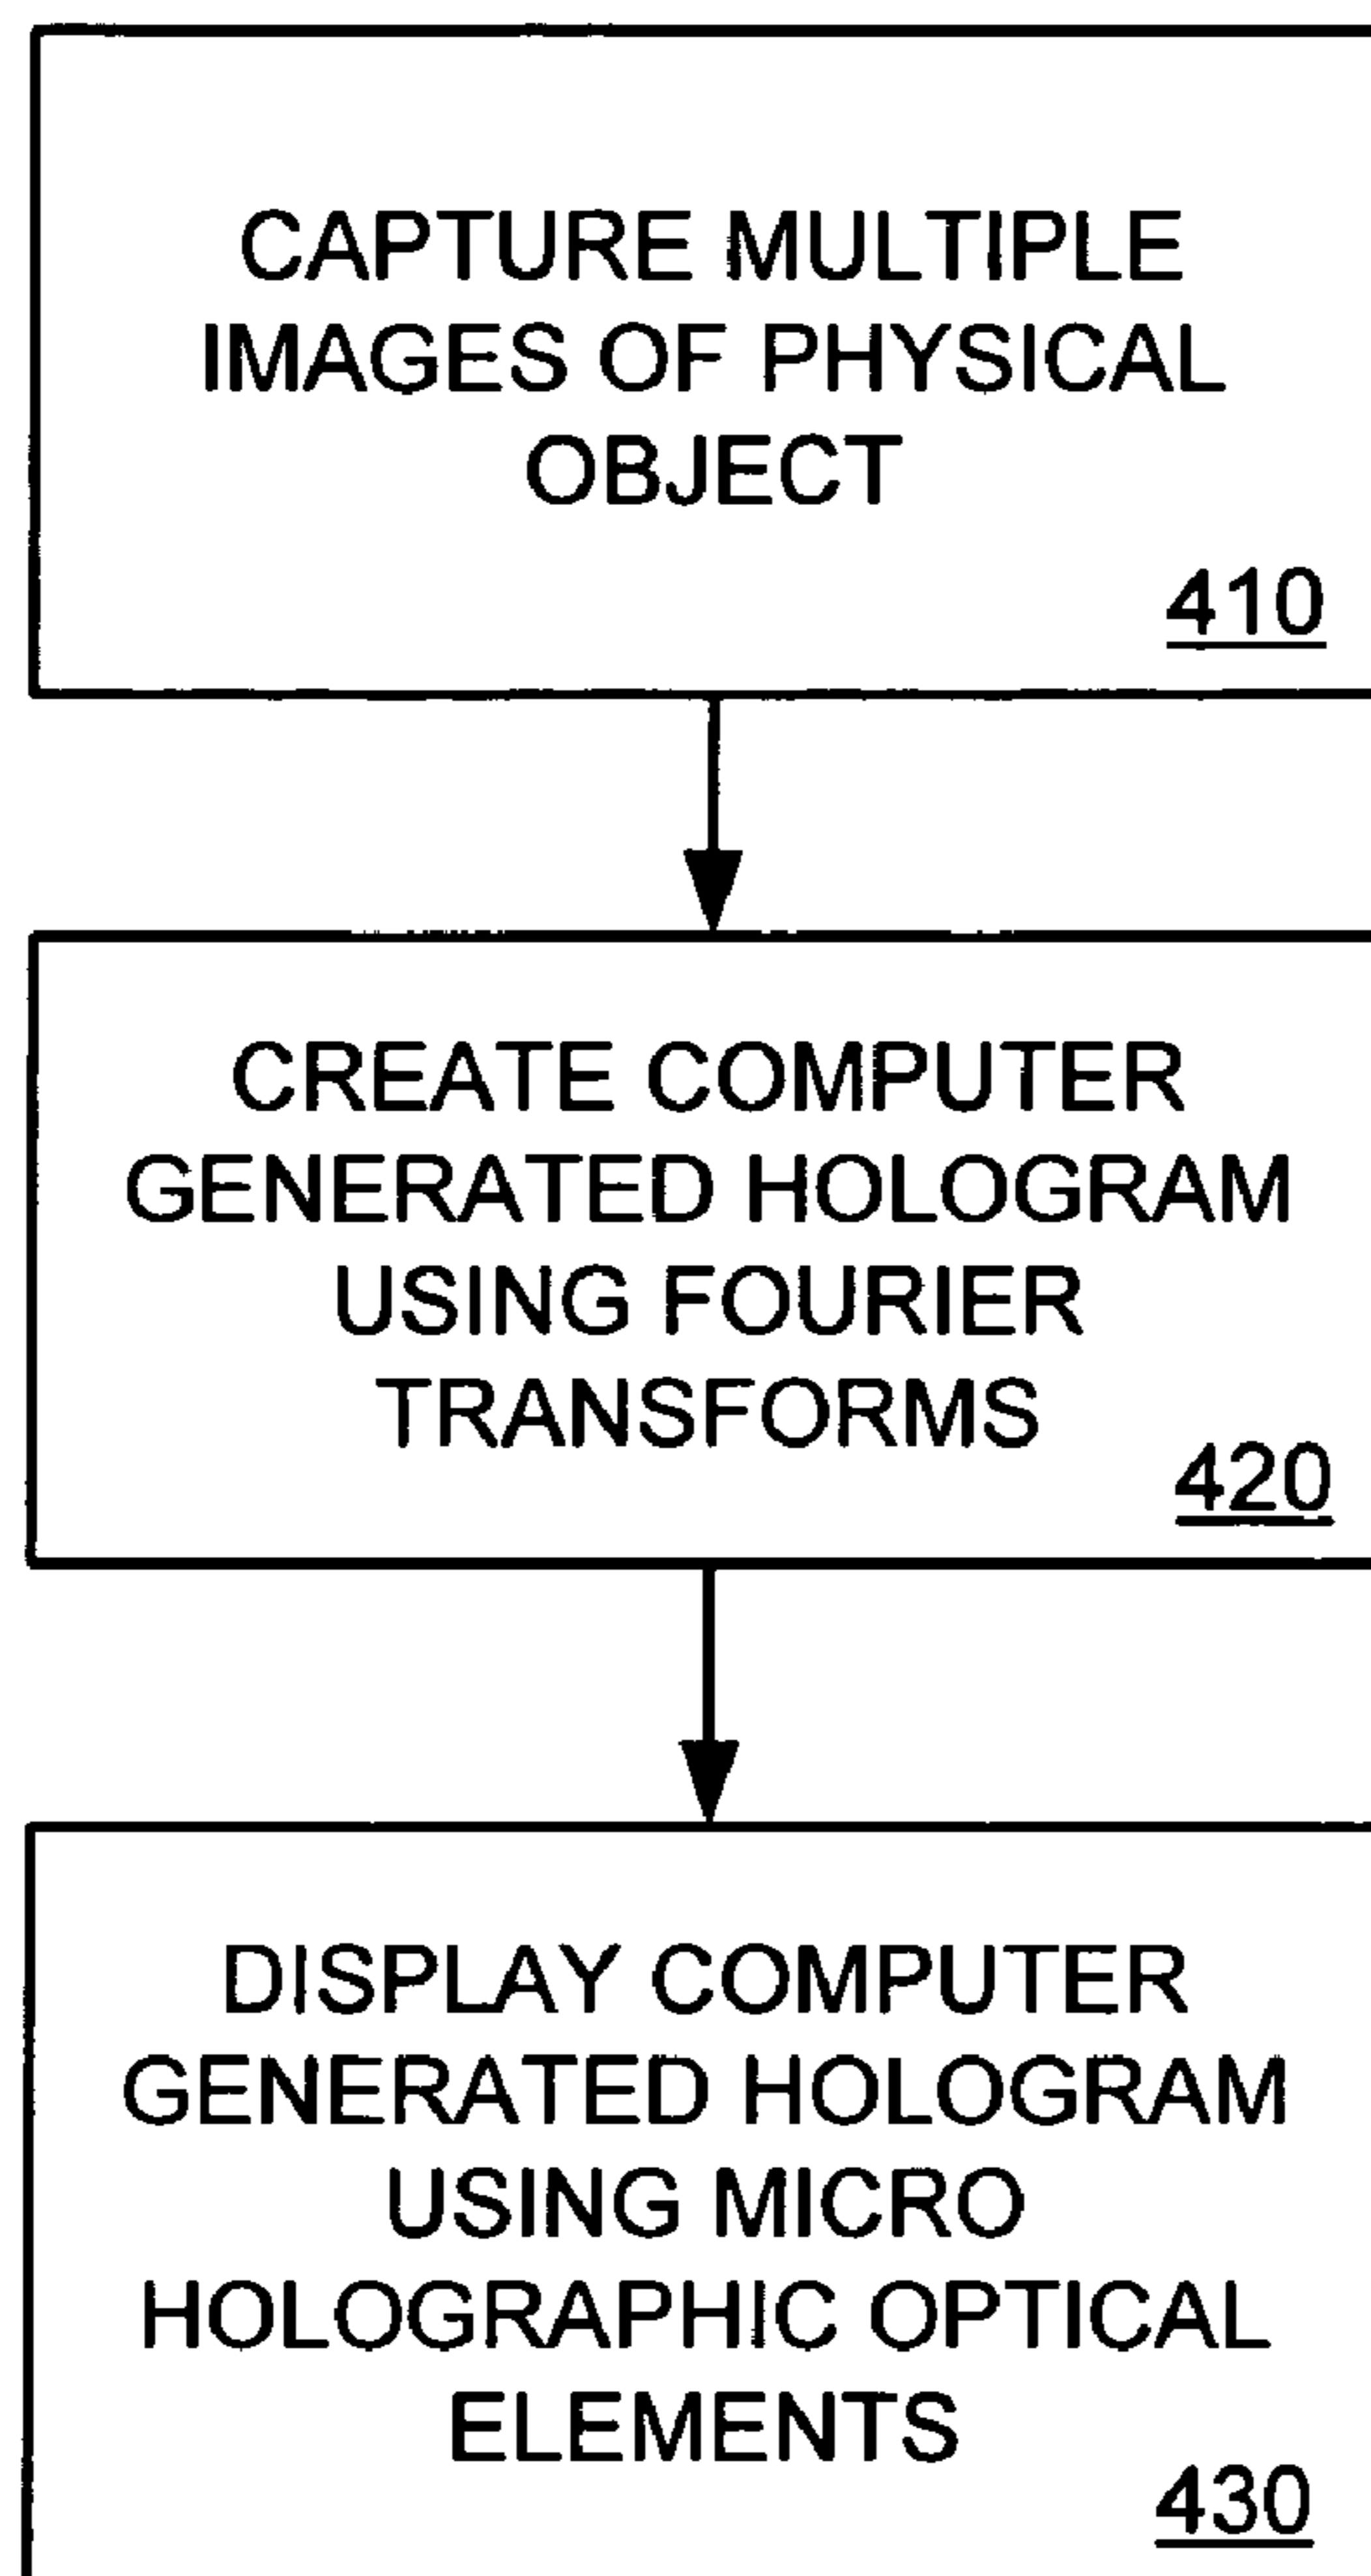 CAPTURE MULTIPLE
IMAGES OF PHYSICAL
OBJECT
410
CREATE COMPUTER
GENERATED HOLOGRAM
USING FOURIER
TRANSFORMS
420
DISPLAY COMPUTER
GENERATED HOLOGRAM
USING MICRO
HOLOGRAPHIC OPTICAL
ELEMENTS
430